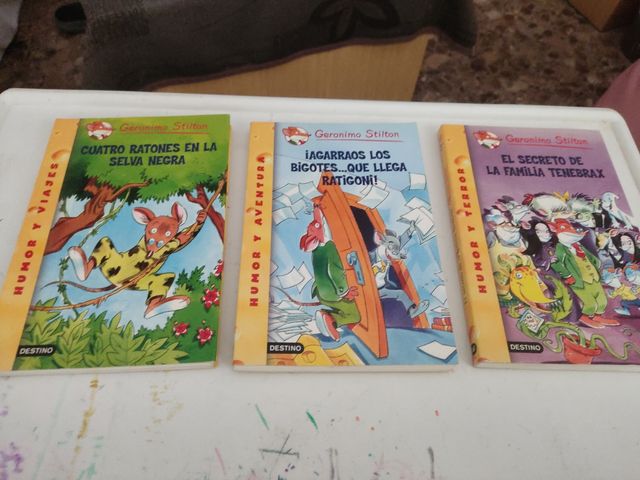 Geronimo Stilton
CUATRO RATONES EN LA
SELVA NEGRA
HUMOR Y VIAJES
DESTINO
Geronimo Stilton
¡AGARRAOS LOS
BIGOTES...QUE LLEGA
RATIGONI!
HUMOR Y AVENTURA
DESTINO
Geronimo Stilton
EL SECRETO DE
LA FAMILIA TENEBRAX
HUMOR Y TERROR
DESTINO